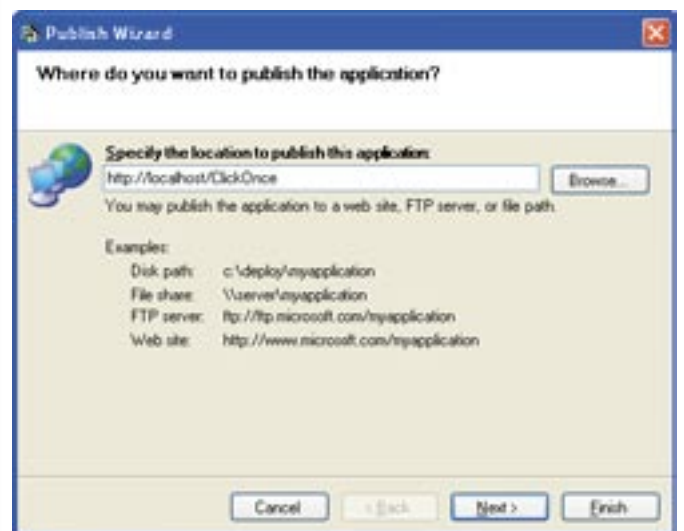 Publish Wizard
Where do you want to publish the application?
Specify the location to publish this application:
http://localhost/ClickOnce
Browse...
You may publish the application to a web site, FTP server, or file path.
Examples:
Disk path: c:\deploy\myapplication
File share: \\server\myapplication
FTP server: ftp://ftp.microsoft.com/myapplication
Web site: http://www.microsoft.com/myapplication
Cancel
< Back
Next >
Finish